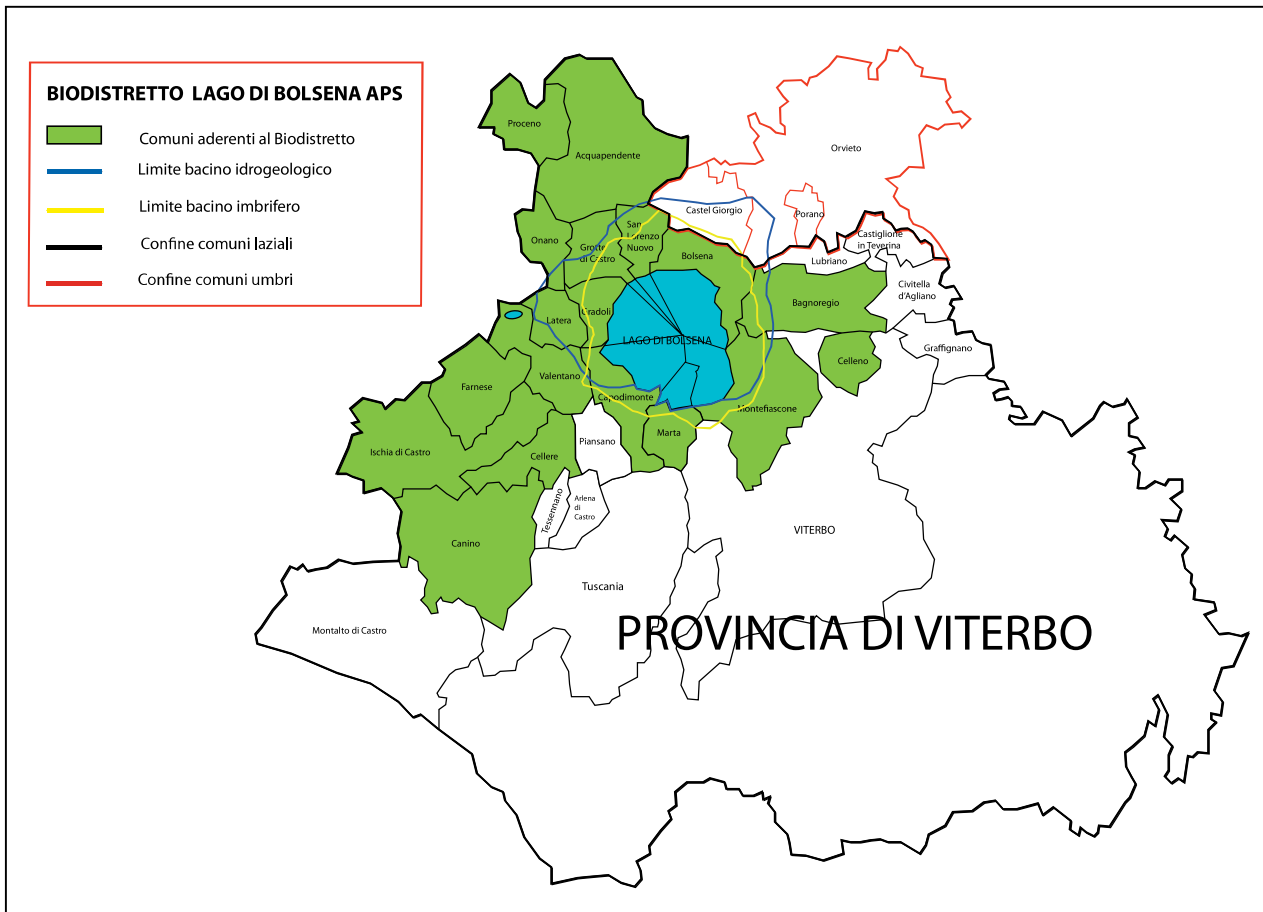 BIODISTRETTO LAGO DI BOLSENA APS
Comuni aderenti al Biodistretto
Limite bacino idrogeologico
Limite bacino imbrifero
Confine comuni laziali
Confine comuni umbri
Proceno
Acquapendente
Orvieto
Castel Giorgio
Porano
San
Lorenzo
Nuovo
Onano
Grotte
di Castro
Bolsena
Castiglione
in Teverina
Lubriano
Civitella
d'Agliano
Bagnoregio
Latera
Gradoli
LAGO DI BOLSENA
Graffignano
Celleno
Farnese
Valentano
Capodimonte
Montefiascone
Marta
Piansano
Ischia di Castro
Cellere
Tessennano
Arlena
di
Castro
Canino
VITERBO
Tuscania
Montalto di Castro
PROVINCIA DI VITERBO